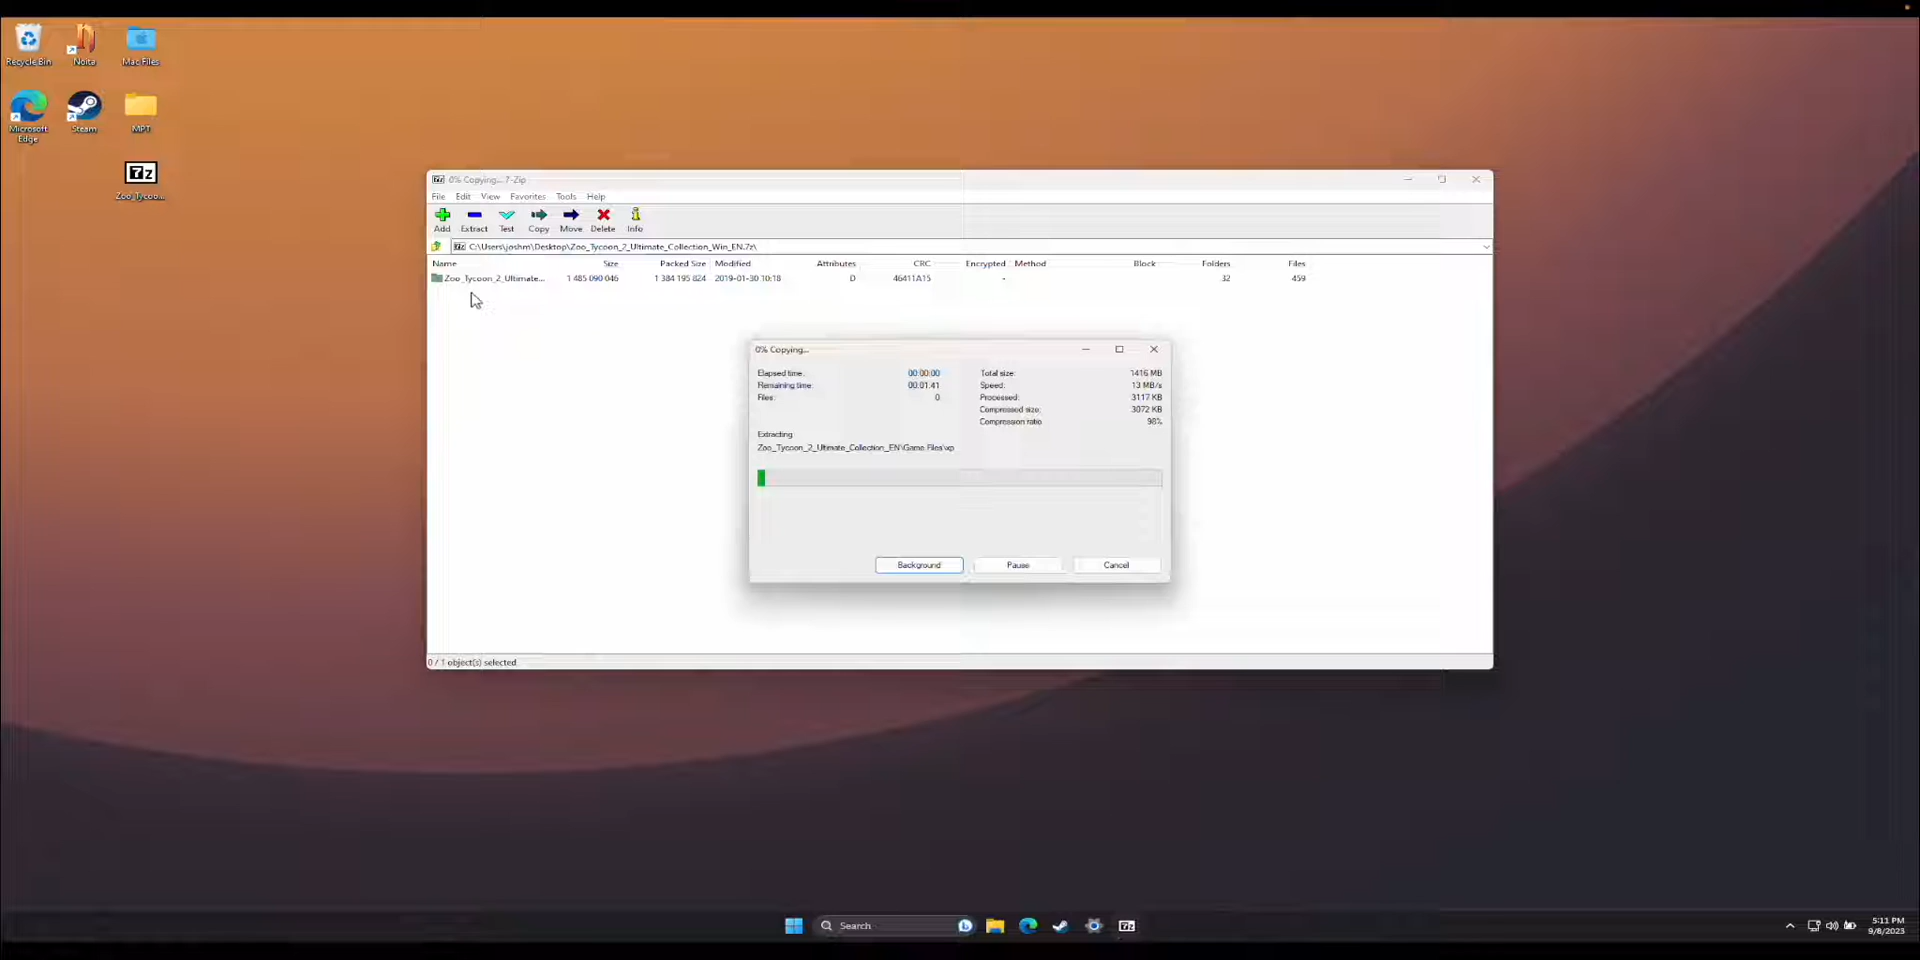 Recycle Bin
Noita
Mac Files
Microsoft Edge
Steam
MPT
Zoo_Tycoo...
0% Copying... 7-Zip
File Edit View Favorites Tools Help
Add Extract Test Copy Move Delete Info
C:\Users\joshm\Desktop\Zoo_Tycoon_2_Ultimate_Collection_Win_EN.7z\
Name Size Packed Size Modified Attributes CRC Encrypted Method Block Folders Files
Zoo_Tycoon_2_Ultimate... 1 485 090 046 1 384 195 824 2019-01-30 10:18 D 46411A15 - 32 459
0% Copying...
Elapsed time: 00:00:00 Total size: 1416 MB
Remaining time: 00:01:41 Speed: 13 MB/s
Files: 0 Processed: 3117 KB
Compressed size: 3072 KB
Compression ratio: 98%
Extracting
Zoo_Tycoon_2_Ultimate_Collection_EN\Game Files\xp
Background Pause Cancel
0 / 1 object(s) selected
Search
5:11 PM
9/8/2023